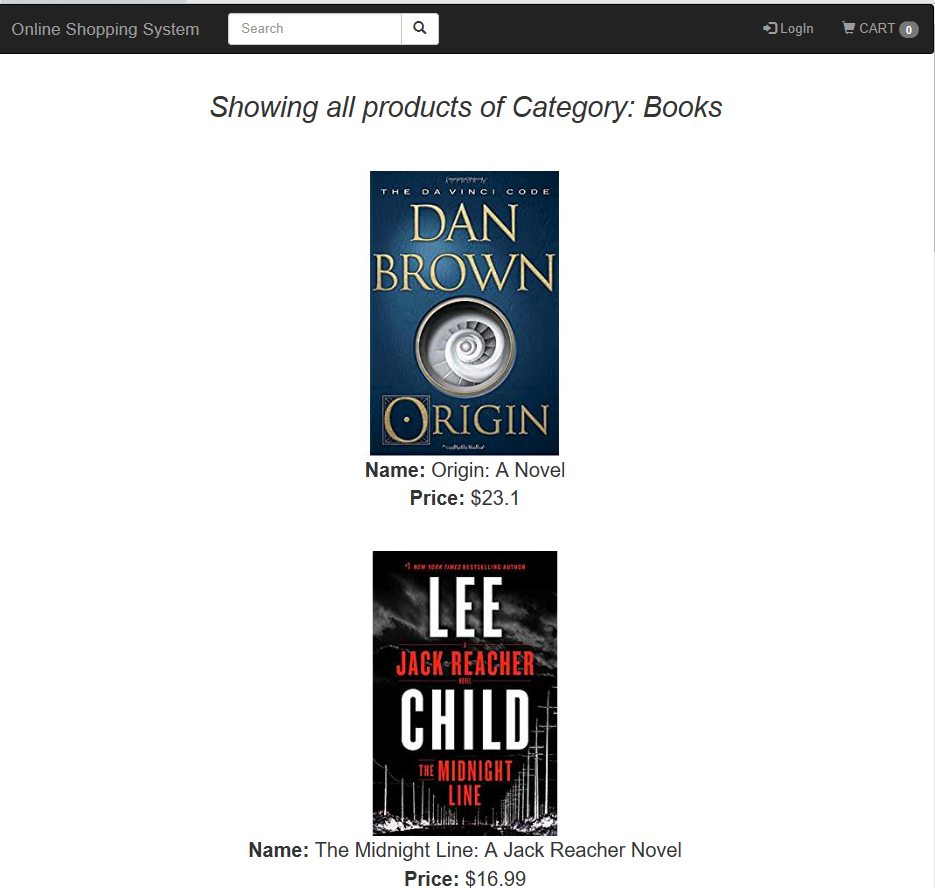 Online Shopping System
Search
LogIn
CART 0
Showing all products of Category: Books
THE DA VINCI CODE
DAN
BROWN
ORIGIN
Name: Origin: A Novel
Price: $23.1
#1 NEW YORK TIMES BESTSELLING AUTHOR
LEE
A
JACK REACHER
NOVEL
CHILD
THE MIDNIGHT
LINE
Name: The Midnight Line: A Jack Reacher Novel
Price: $16.99